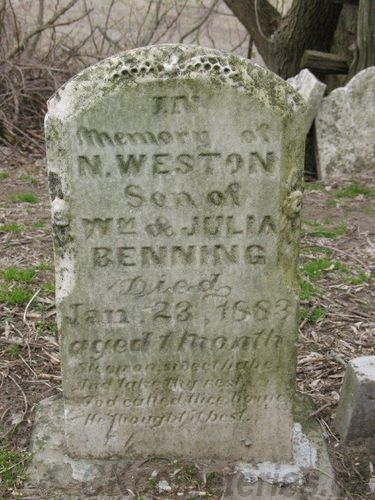 In
Memory of
N. WESTON
Son of
WM & JULIA
BENNING
Died
Jan 23, 1883
aged 1 month
Sleep on, sweet babe
And take thy rest
God called thee home
He thought it best.